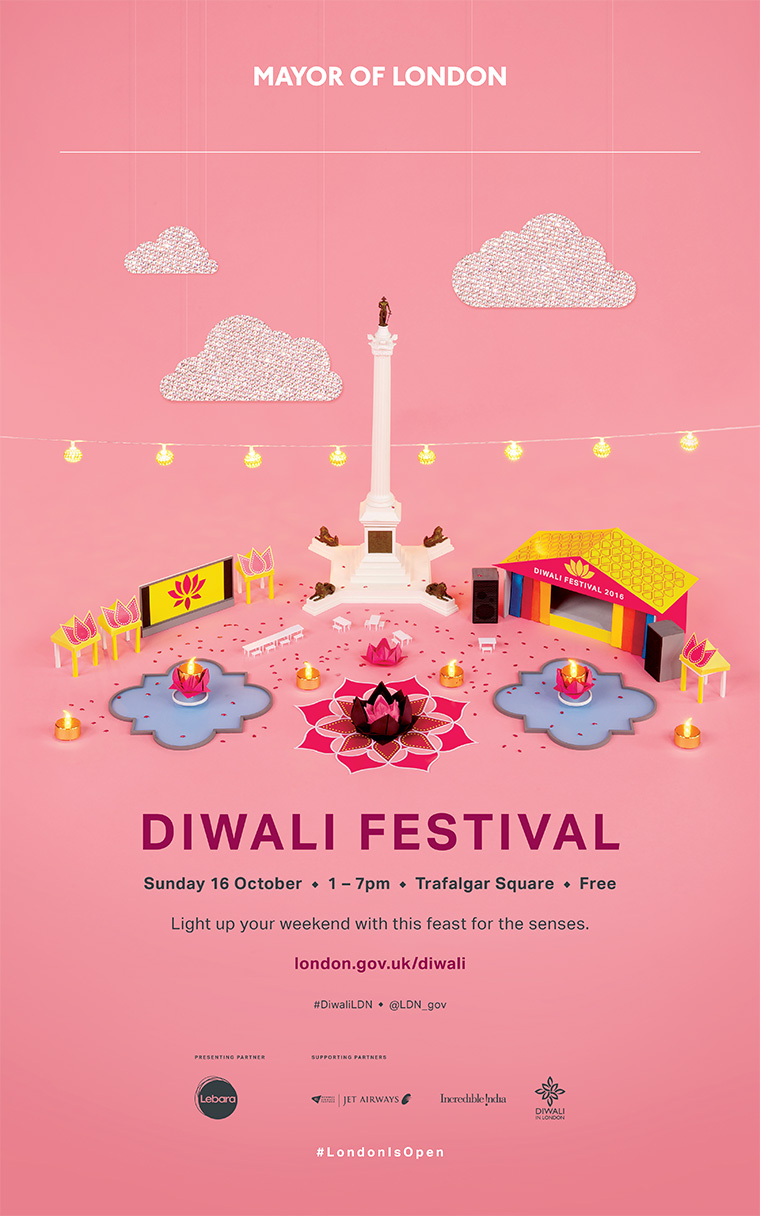 MAYOR OF LONDON
DIWALI FESTIVAL 2016
DIWALI FESTIVAL
Sunday 16 October ◆ 1 – 7pm ◆ Trafalgar Square ◆ Free
Light up your weekend with this feast for the senses.
london.gov.uk/diwali
#DiwaliLDN ◆ @LDN_gov
PRESENTING PARTNER SUPPORTING PARTNERS
Lebara JET AIRWAYS Incredıble !ndıa DIWALI
IN LONDON
#LondonIsOpen